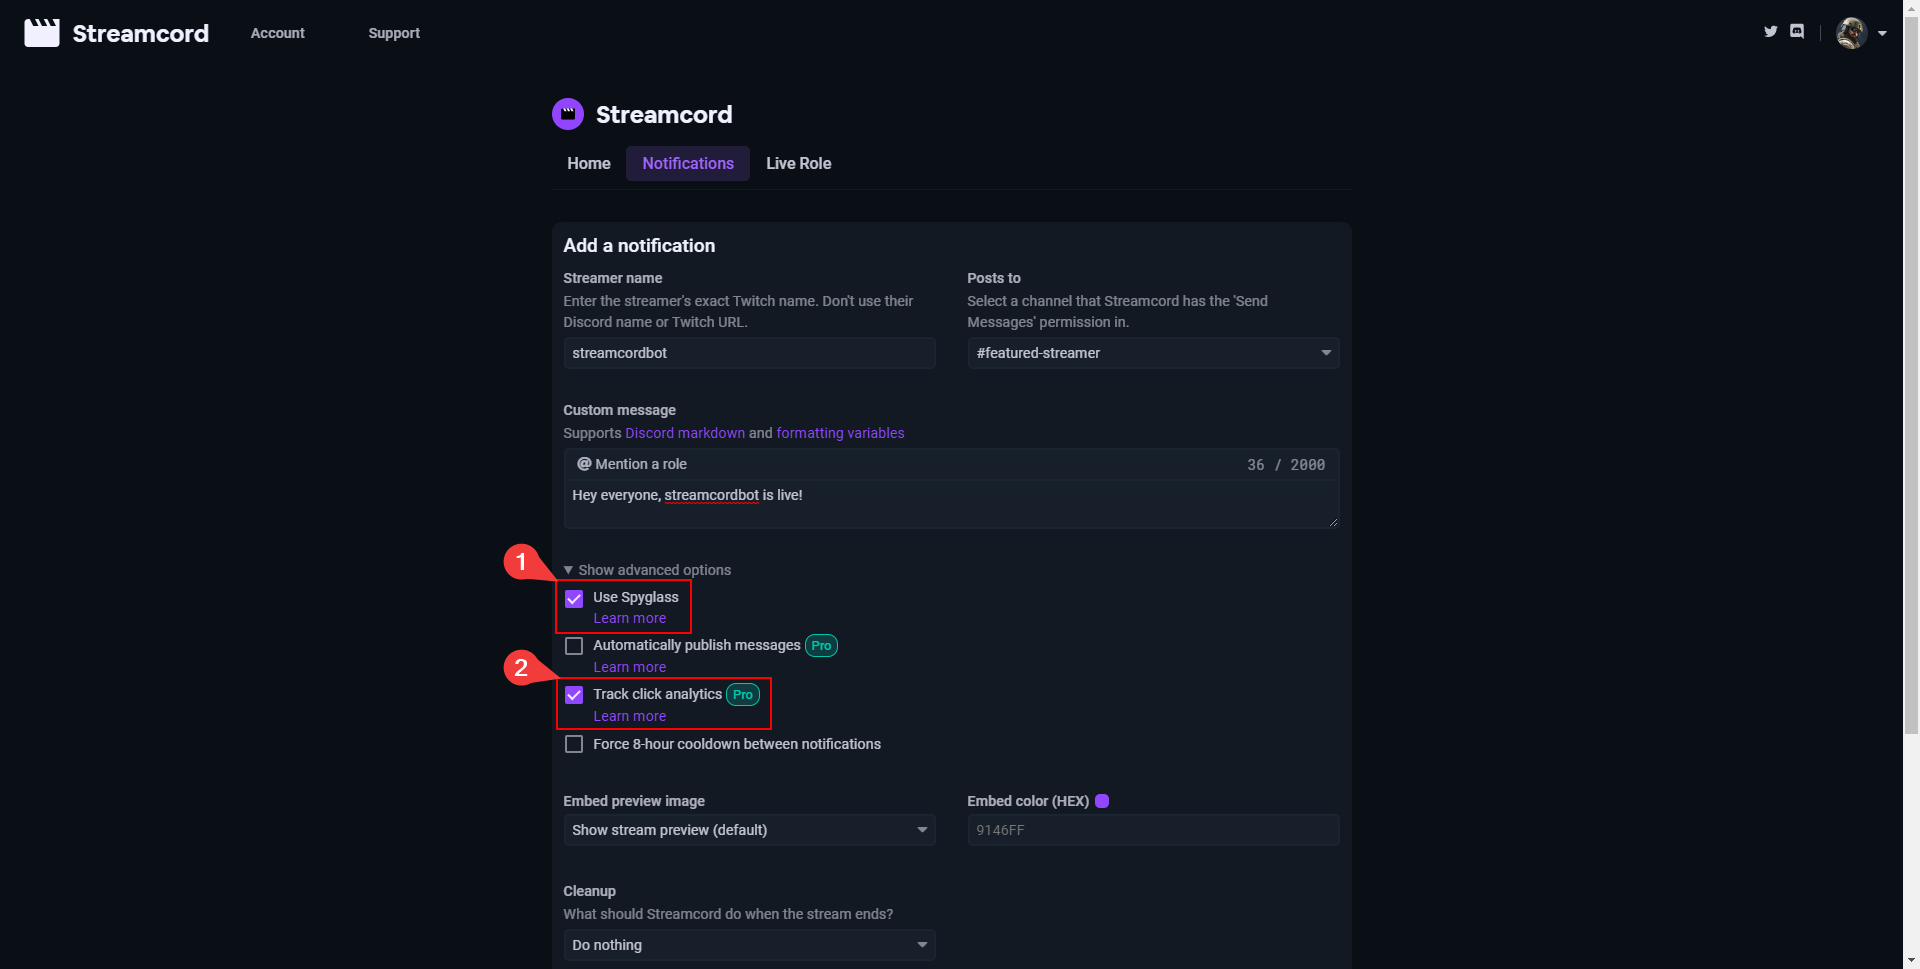 Streamcord
Account
Support
Streamcord
Home
Notifications
Live Role
Add a notification
Streamer name
Enter the streamer's exact Twitch name. Don't use their
Discord name or Twitch URL.
streamcordbot
Posts to
Select a channel that Streamcord has the 'Send
Messages' permission in.
#featured-streamer
Custom message
Supports Discord markdown and formatting variables
@ Mention a role
36 / 2000
Hey everyone, streamcordbot is live!
▼ Show advanced options
1
Use Spyglass
Learn more
Automatically publish messages Pro
Learn more
2
Track click analytics Pro
Learn more
Force 8-hour cooldown between notifications
Embed preview image
Show stream preview (default)
Embed color (HEX)
9146FF
Cleanup
What should Streamcord do when the stream ends?
Do nothing